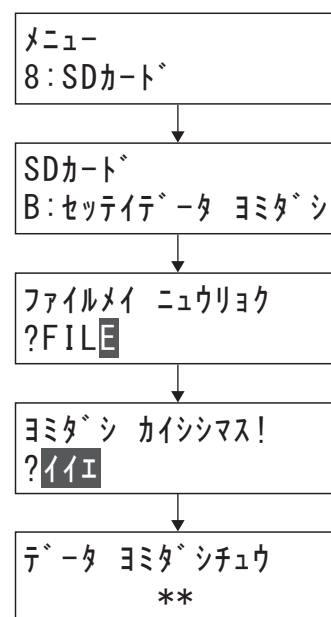 メニュー
8:SDカード
SDカード
B:セッテイデータ ヨミダシ
ファイルメイ ニュウリョク
?FILE
ヨミダシ カイシシマス!
?イイエ
データ ヨミダシチュウ
**